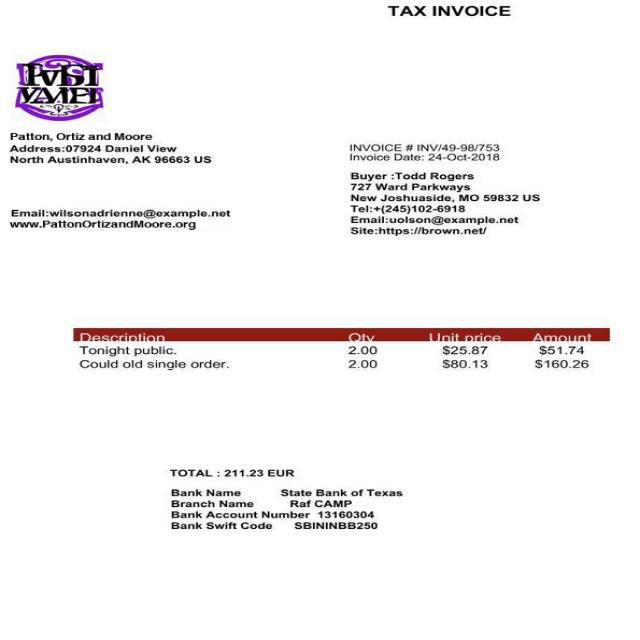 TAX INVOICE
Patton, Ortiz and Moore
Address:07924 Daniel View
North Austinhaven, AK 96663 US
Email:wilsonadrienne@example.net
www.PattonOrtizandMoore.org
INVOICE # INV/49-98/753
Invoice Date: 24-Oct-2018
Buyer :Todd Rogers
727 Ward Parkways
New Joshuaside, MO 59832 US
Tel:+(245)102-6918
Email:uolson@example.net
Site:https://brown.net/
Description Qty Unit price Amount
Tonight public. 2.00 $25.87 $51.74
Could old single order. 2.00 $80.13 $160.26
TOTAL : 211.23 EUR
Bank Name State Bank of Texas
Branch Name Raf CAMP
Bank Account Number 13160304
Bank Swift Code SBININBB250